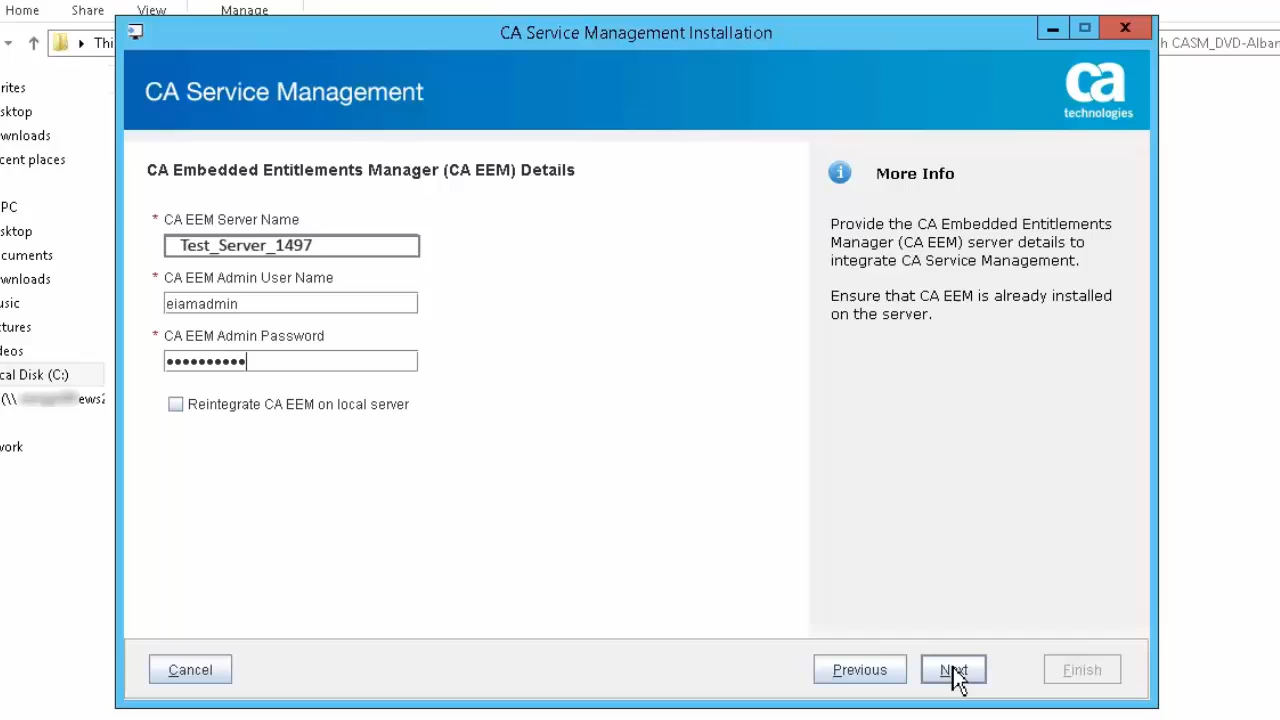 Home Share View Manage
CA Service Management Installation
Thi
h CASM_DVD-Alban
CA Service Management
ca
technologies
rites
sktop
wnloads
cent places
PC
sktop
cuments
wnloads
usic
ctures
deos
cal Disk (C:)
(\\ ews2
work
CA Embedded Entitlements Manager (CA EEM) Details
* CA EEM Server Name
Test_Server_1497
* CA EEM Admin User Name
eiamadmin
* CA EEM Admin Password
••••••••••
Reintegrate CA EEM on local server
More Info
Provide the CA Embedded Entitlements
Manager (CA EEM) server details to
integrate CA Service Management.
Ensure that CA EEM is already installed
on the server.
Cancel
Previous
Next
Finish